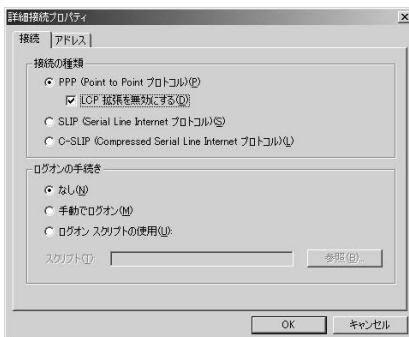 詳細接続プロパティ
接続 アドレス
接続の種類
PPP (Point to Point プロトコル)(P)
LCP 拡張を無効にする(D)
SLIP (Serial Line Internet プロトコル)(S)
C-SLIP (Compressed Serial Line Internet プロトコル)(L)
ログオンの手続き
なし(N)
手動でログオン(M)
ログオン スクリプトの使用(U):
スクリプト(T): 参照(B)...
OK キャンセル